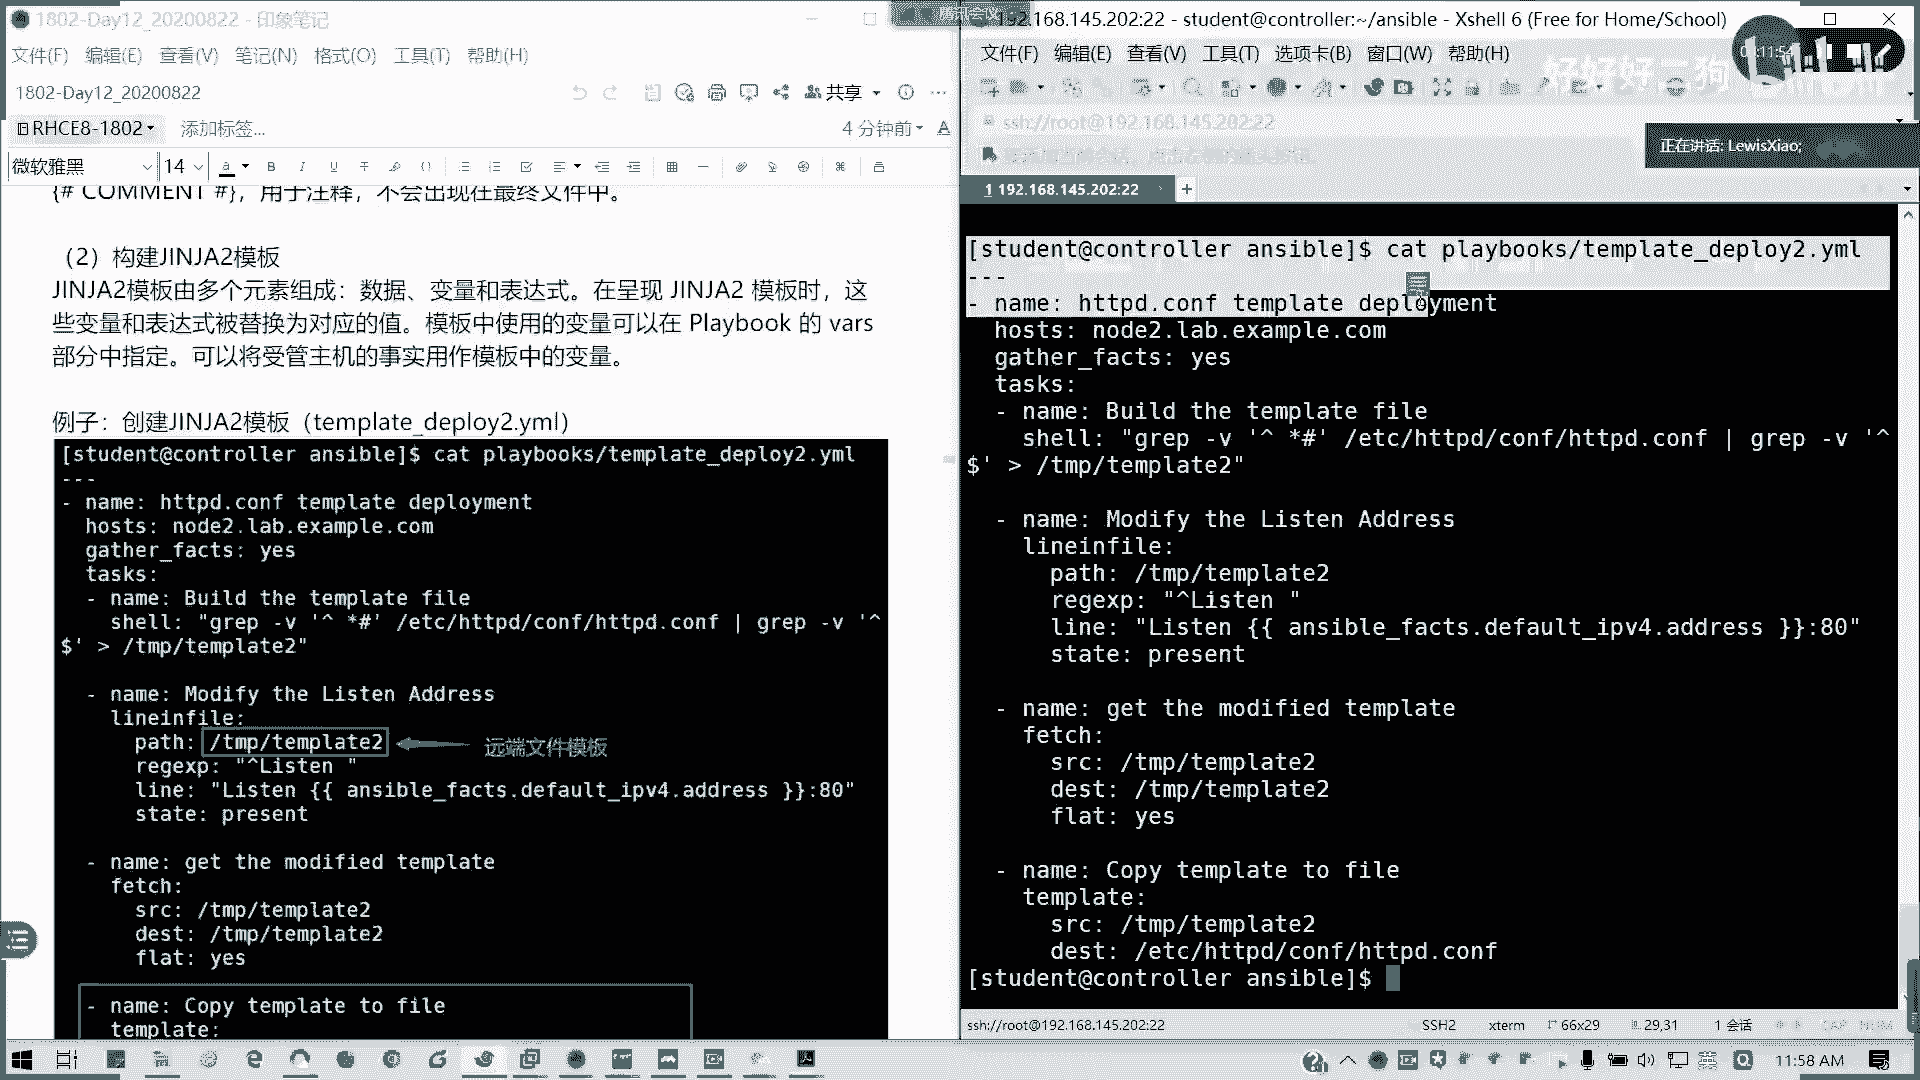 1802-Day12_20200822 - 印象笔记
文件(F) 编辑(E) 查看(V) 笔记(N) 格式(O) 工具(T) 帮助(H)
1802-Day12_20200822
共享
RHCE8-1802
添加标签...
4 分钟前
微软雅黑 14
{# COMMENT #}，用于注释，不会出现在最终文件中。
（2）构建JINJA2模板
JINJA2模板由多个元素组成：数据、变量和表达式。在呈现 JINJA2 模板时，这
些变量和表达式被替换为对应的值。模板中使用的变量可以在 Playbook 的 vars
部分中指定。可以将受管主机的事实用作模板中的变量。
例子：创建JINJA2模板（template_deploy2.yml）
[student@controller ansible]$ cat playbooks/template_deploy2.yml
---
- name: httpd.conf template deployment
  hosts: node2.lab.example.com
  gather_facts: yes
  tasks:
  - name: Build the template file
    shell: "grep -v '^ *#' /etc/httpd/conf/httpd.conf | grep -v '^
$' > /tmp/template2"
  - name: Modify the Listen Address
    lineinfile:
      path: /tmp/template2
远端文件模板
      regexp: "^Listen "
      line: "Listen {{ ansible_facts.default_ipv4.address }}:80"
      state: present
  - name: get the modified template
    fetch:
      src: /tmp/template2
      dest: /tmp/template2
      flat: yes
  - name: Copy template to file
    template:
腾讯会议
192.168.145.202:22 - student@controller:~/ansible - Xshell 6 (Free for Home/School)
文件(F) 编辑(E) 查看(V) 工具(T) 选项卡(B) 窗口(W) 帮助(H)
好好好二狗
bilibili
ssh://root@192.168.145.202:22
正在讲话: LewisXiao;
1 192.168.145.202:22
[student@controller ansible]$ cat playbooks/template_deploy2.yml
---
- name: httpd.conf template deployment
  hosts: node2.lab.example.com
  gather_facts: yes
  tasks:
  - name: Build the template file
    shell: "grep -v '^ *#' /etc/httpd/conf/httpd.conf | grep -v '^
$' > /tmp/template2"
  - name: Modify the Listen Address
    lineinfile:
      path: /tmp/template2
      regexp: "^Listen "
      line: "Listen {{ ansible_facts.default_ipv4.address }}:80"
      state: present
  - name: get the modified template
    fetch:
      src: /tmp/template2
      dest: /tmp/template2
      flat: yes
  - name: Copy template to file
    template:
      src: /tmp/template2
      dest: /etc/httpd/conf/httpd.conf
[student@controller ansible]$
ssh://root@192.168.145.202:22 SSH2 xterm 66x29 29,31 1 会话 CAP NUM
英
11:58 AM